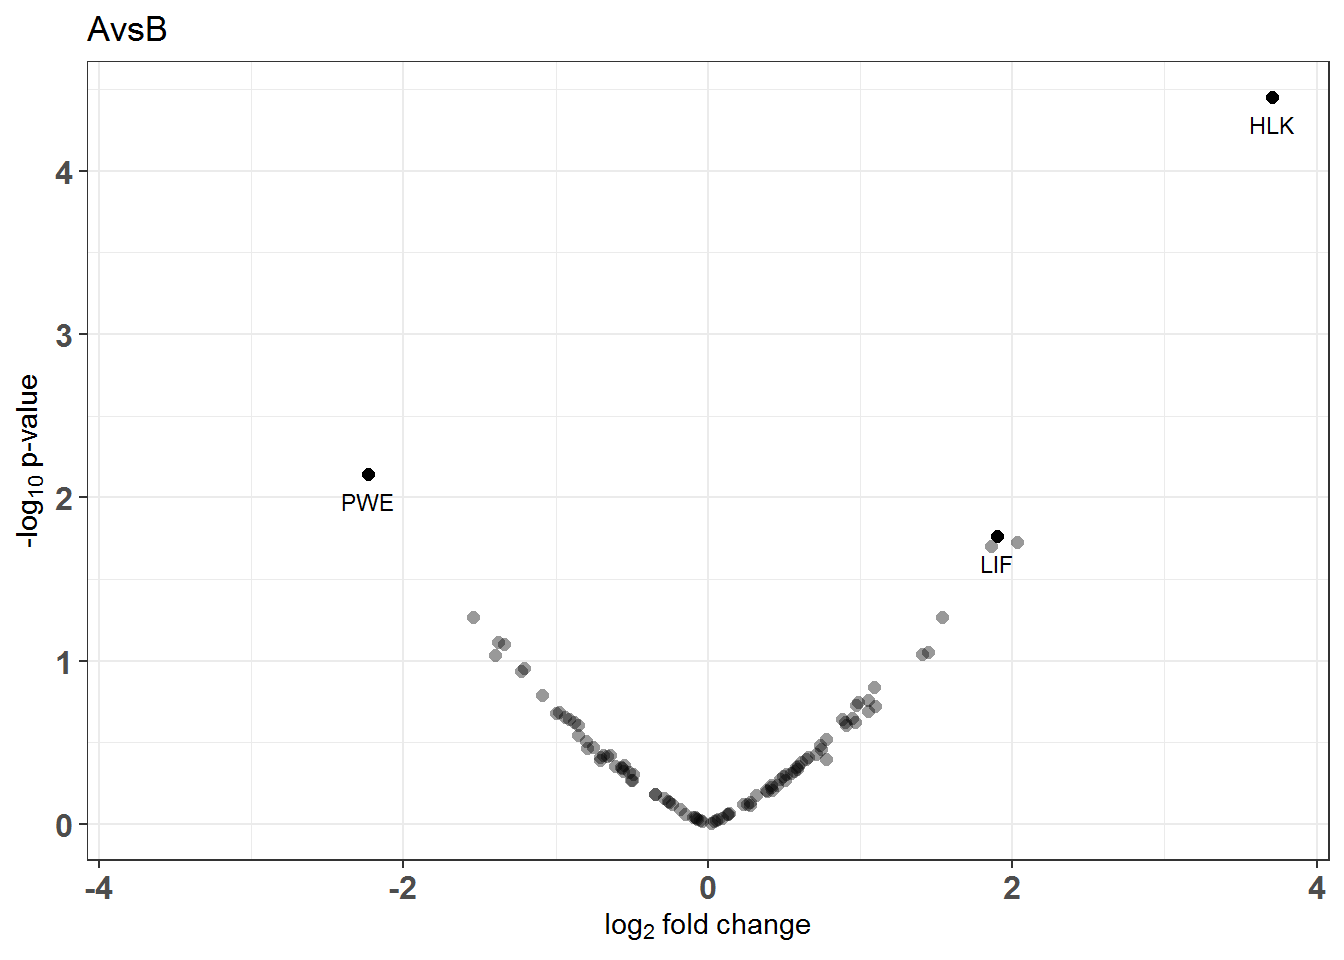 AvsB
HLK
4
3
-log₁₀ p-value
2
PWE
LIF
1
0
-4 -2 0 2 4
log₂ fold change